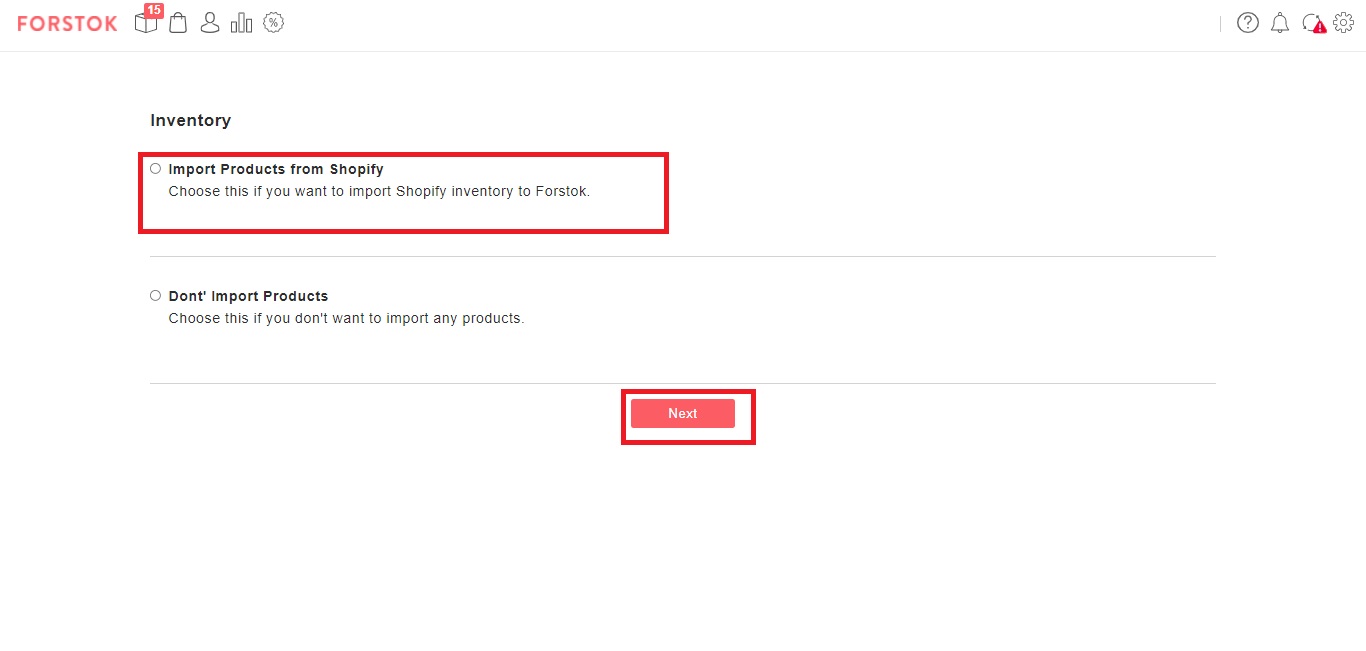 FORSTOK
15
%
Inventory
Import Products from Shopify
Choose this if you want to import Shopify inventory to Forstok.
Dont' Import Products
Choose this if you don't want to import any products.
Next